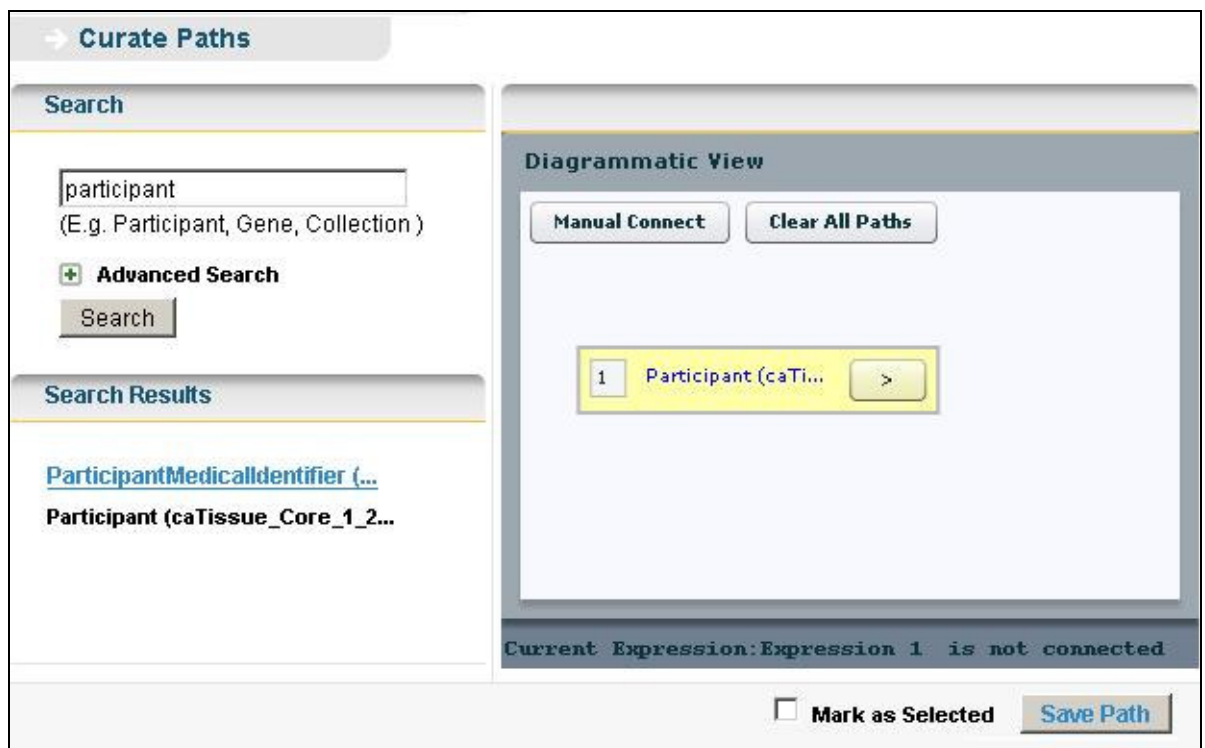 Curate Paths
Search
participant
(E.g. Participant, Gene, Collection )
Advanced Search
Search
Search Results
ParticipantMedicalIdentifier (...
Participant (caTissue_Core_1_2...
Diagrammatic View
Manual Connect
Clear All Paths
1 Participant (caTi... >
Current Expression:Expression 1 is not connected
Mark as Selected
Save Path